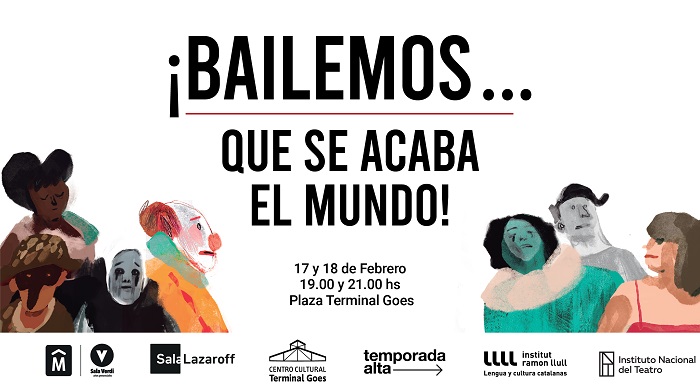 ¡BAILEMOS...
QUE SE ACABA
EL MUNDO!
17 y 18 de Febrero
19.00 y 21.00 hs
Plaza Terminal Goes
M
V
Sala Verdi
Sala Lazaroff
CENTRO CULTURAL
Terminal Goes
temporada
alta
LLLL institut
ramon llull
Lengua y cultura catalanas
Instituto Nacional
del Teatro